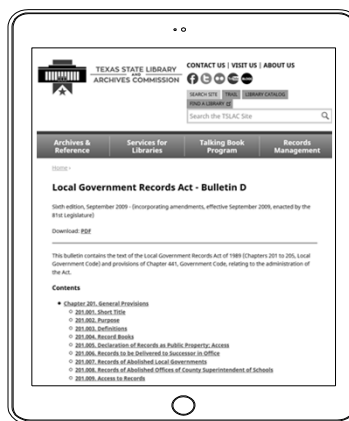 TEXAS STATE LIBRARY
AND
ARCHIVES COMMISSION
CONTACT US | VISIT US | ABOUT US
SEARCH SITE TRAIL LIBRARY CATALOG
FIND A LIBRARY
Search the TSLAC Site
Archives & Reference
Services for Libraries
Talking Book Program
Records Management
Home ›
Local Government Records Act - Bulletin D
Sixth edition, September 2009 - (incorporating amendments, effective September 2009, enacted by the
81st Legislature)
Download: PDF
This bulletin contains the text of the Local Government Records Act of 1989 (Chapters 201 to 205, Local
Government Code) and provisions of Chapter 441, Government Code, relating to the administration of
the Act.
Contents
Chapter 201. General Provisions
201.001. Short Title
201.002. Purpose
201.003. Definitions
201.004. Record Books
201.005. Declaration of Records as Public Property; Access
201.006. Records to be Delivered to Successor in Office
201.007. Records of Abolished Local Governments
201.008. Records of Abolished Offices of County Superintendent of Schools
201.009. Access to Records